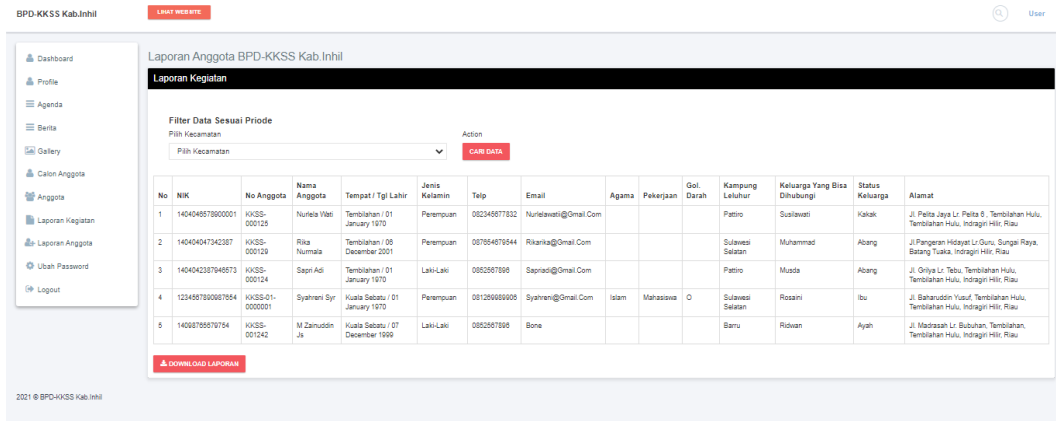 BPD-KKSS Kab.Inhil
LIHAT WEBSITE
User
Dashboard
Profile
Agenda
Berita
Gallery
Calon Anggota
Anggota
Laporan Kegiatan
Laporan Anggota
Ubah Password
Logout
Laporan Anggota BPD-KKSS Kab.Inhil
Laporan Kegiatan
Filter Data Sesuai Priode
Pilih Kecamatan Action
Pilih Kecamatan CARI DATA
No NIK No Anggota Nama Anggota Tempat / Tgl Lahir Jenis Kelamin Telp Email Agama Pekerjaan Gol. Darah Kampung Leluhur Keluarga Yang Bisa Dihubungi Status Keluarga Alamat
1 1404046578900001 KKSS-000125 Nurlela Wati Tembilahan / 01 January 1970 Perempuan 082345677832 Nurlelawatii@Gmail.Com Pattiro Susilawati Kakak Jl. Pelita Jaya Lr. Pelita 6 , Tembilahan Hulu, Tembilahan Hulu, Indragiri Hilir, Riau
2 140404047342387 KKSS-000129 Rika Nurmala Tembilahan / 06 December 2001 Perempuan 087654679544 Rikarika@Gmail.Com Sulawesi Selatan Muhammad Abang Jl.Pangeran Hidayat Lr.Guru, Sungai Raya, Batang Tuaka, Indragiri Hilir, Riau
3 1404042387946573 KKSS-000124 Sapri Adi Tembilahan / 01 January 1970 Laki-Laki 0852567896 Sapriadi@Gmail.Com Pattiro Musda Abang Jl. Griya Lr. Tebu, Tembilahan Hulu, Tembilahan Hulu, Indragiri Hilir, Riau
4 1234567890987654 KKSS-01-0000001 Syahreni Syr Kuala Sebatu / 01 January 1970 Perempuan 081269989906 Syahreni@Gmail.Com Islam Mahasiswa O Sulawesi Selatan Rosaini Ibu Jl. Baharuddin Yusuf, Tembilahan Hulu, Tembilahan Hulu, Indragiri Hilir, Riau
5 14098765679764 KKSS-001242 M Zainuddin Js Kuala Sebatu / 07 December 1999 Laki-Laki 0852567896 Bone Barru Ridwan Ayah Jl. Madrasah Lr. Bubuhan, Tembilahan, Tembilahan Hulu, Indragiri Hilir, Riau
DOWNLOAD LAPORAN
2021 © BPD-KKSS Kab.Inhil